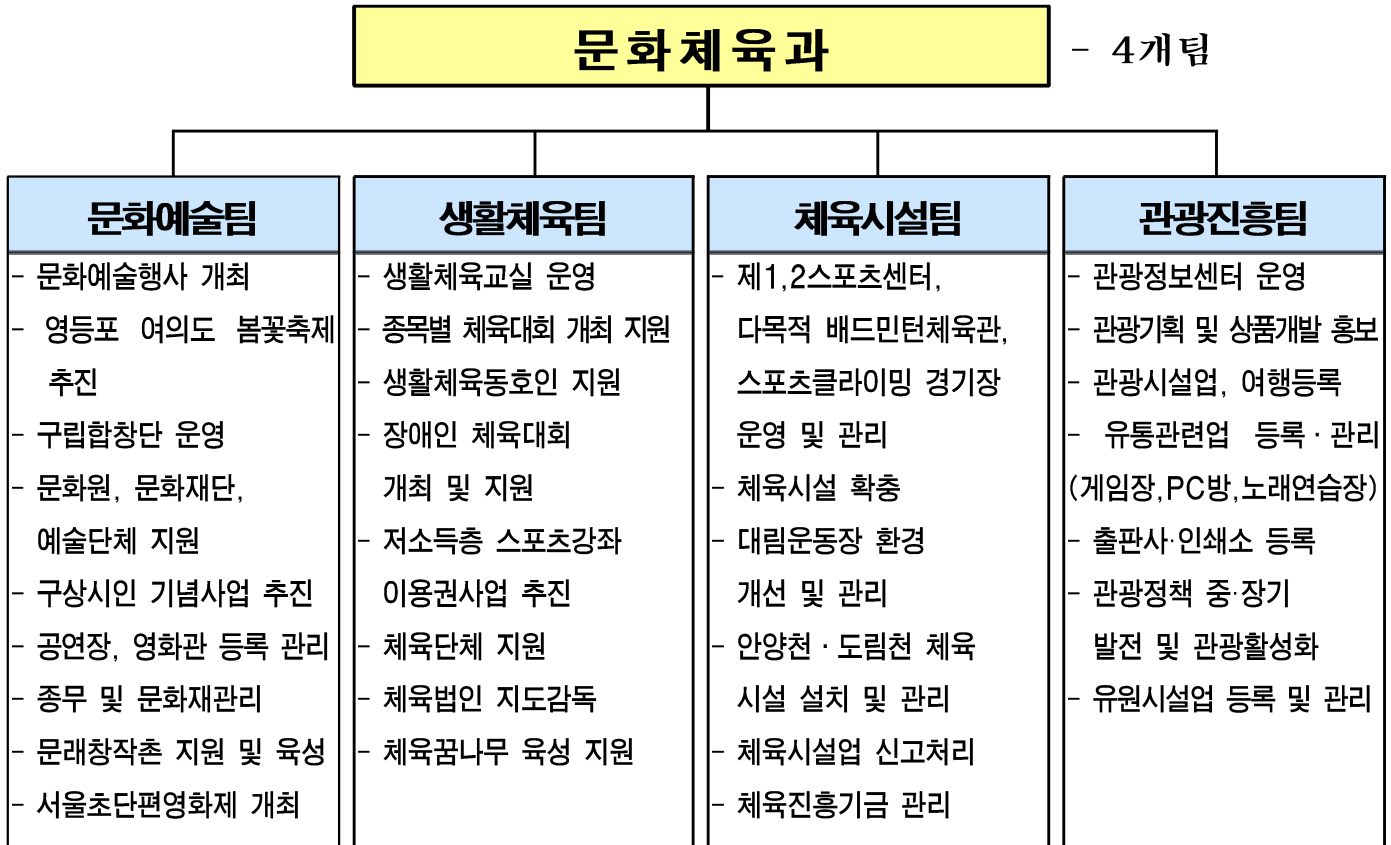 문화체육과
- 4개팀
문화예술팀
- 문화예술행사 개최
- 영등포 여의도 봄꽃축제
추진
- 구립합창단 운영
- 문화원, 문화재단,
예술단체 지원
- 구상시인 기념사업 추진
- 공연장, 영화관 등록 관리
- 종무 및 문화재관리
- 문래창작촌 지원 및 육성
- 서울초단편영화제 개최
생활체육팀
- 생활체육교실 운영
- 종목별 체육대회 개최 지원
- 생활체육동호인 지원
- 장애인 체육대회
개최 및 지원
- 저소득층 스포츠강좌
이용권사업 추진
- 체육단체 지원
- 체육법인 지도감독
- 체육꿈나무 육성 지원
체육시설팀
- 제1,2스포츠센터,
다목적 배드민턴체육관,
스포츠클라이밍 경기장
운영 및 관리
- 체육시설 확충
- 대림운동장 환경
개선 및 관리
- 안양천 · 도림천 체육
시설 설치 및 관리
- 체육시설업 신고처리
- 체육진흥기금 관리
관광진흥팀
- 관광정보센터 운영
- 관광기획 및 상품개발 홍보
- 관광시설업, 여행등록
- 유통관련업 등록 · 관리
(게임장,PC방,노래연습장)
- 출판사·인쇄소 등록
- 관광정책 중·장기
발전 및 관광활성화
- 유원시설업 등록 및 관리